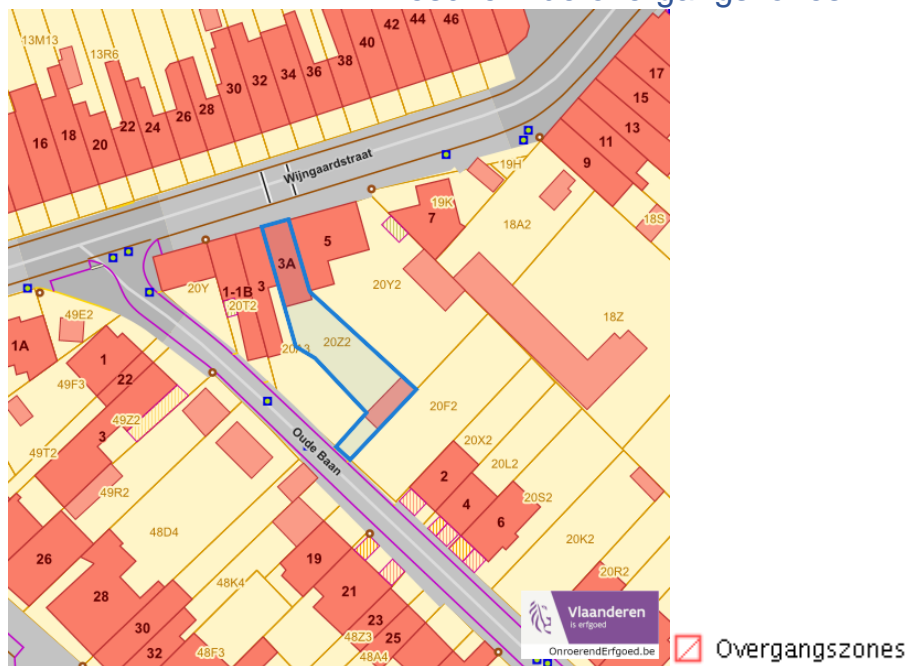 13M13
13R6
16
18
20
22
24
26
28
30
32
34
36
38
40
42
44
46
17
15
13
11
9
Wijngaardstraat
19H
19K
7
18A2
18S
3A
5
3
1-1B
20Y
20T2
20Y2
18Z
20Z2
20A3
49E2
1A
1
22
49F3
49Z2
3
49T2
49R2
Oude Baan
20F2
20X2
20L2
20S2
2
4
6
20K2
20R2
48D4
26
28
30
32
48K4
48F3
19
21
23
25
48Z3
48A4
Vlaanderen
is erfgoed
OnroerendErfgoed.be
Overgangszones